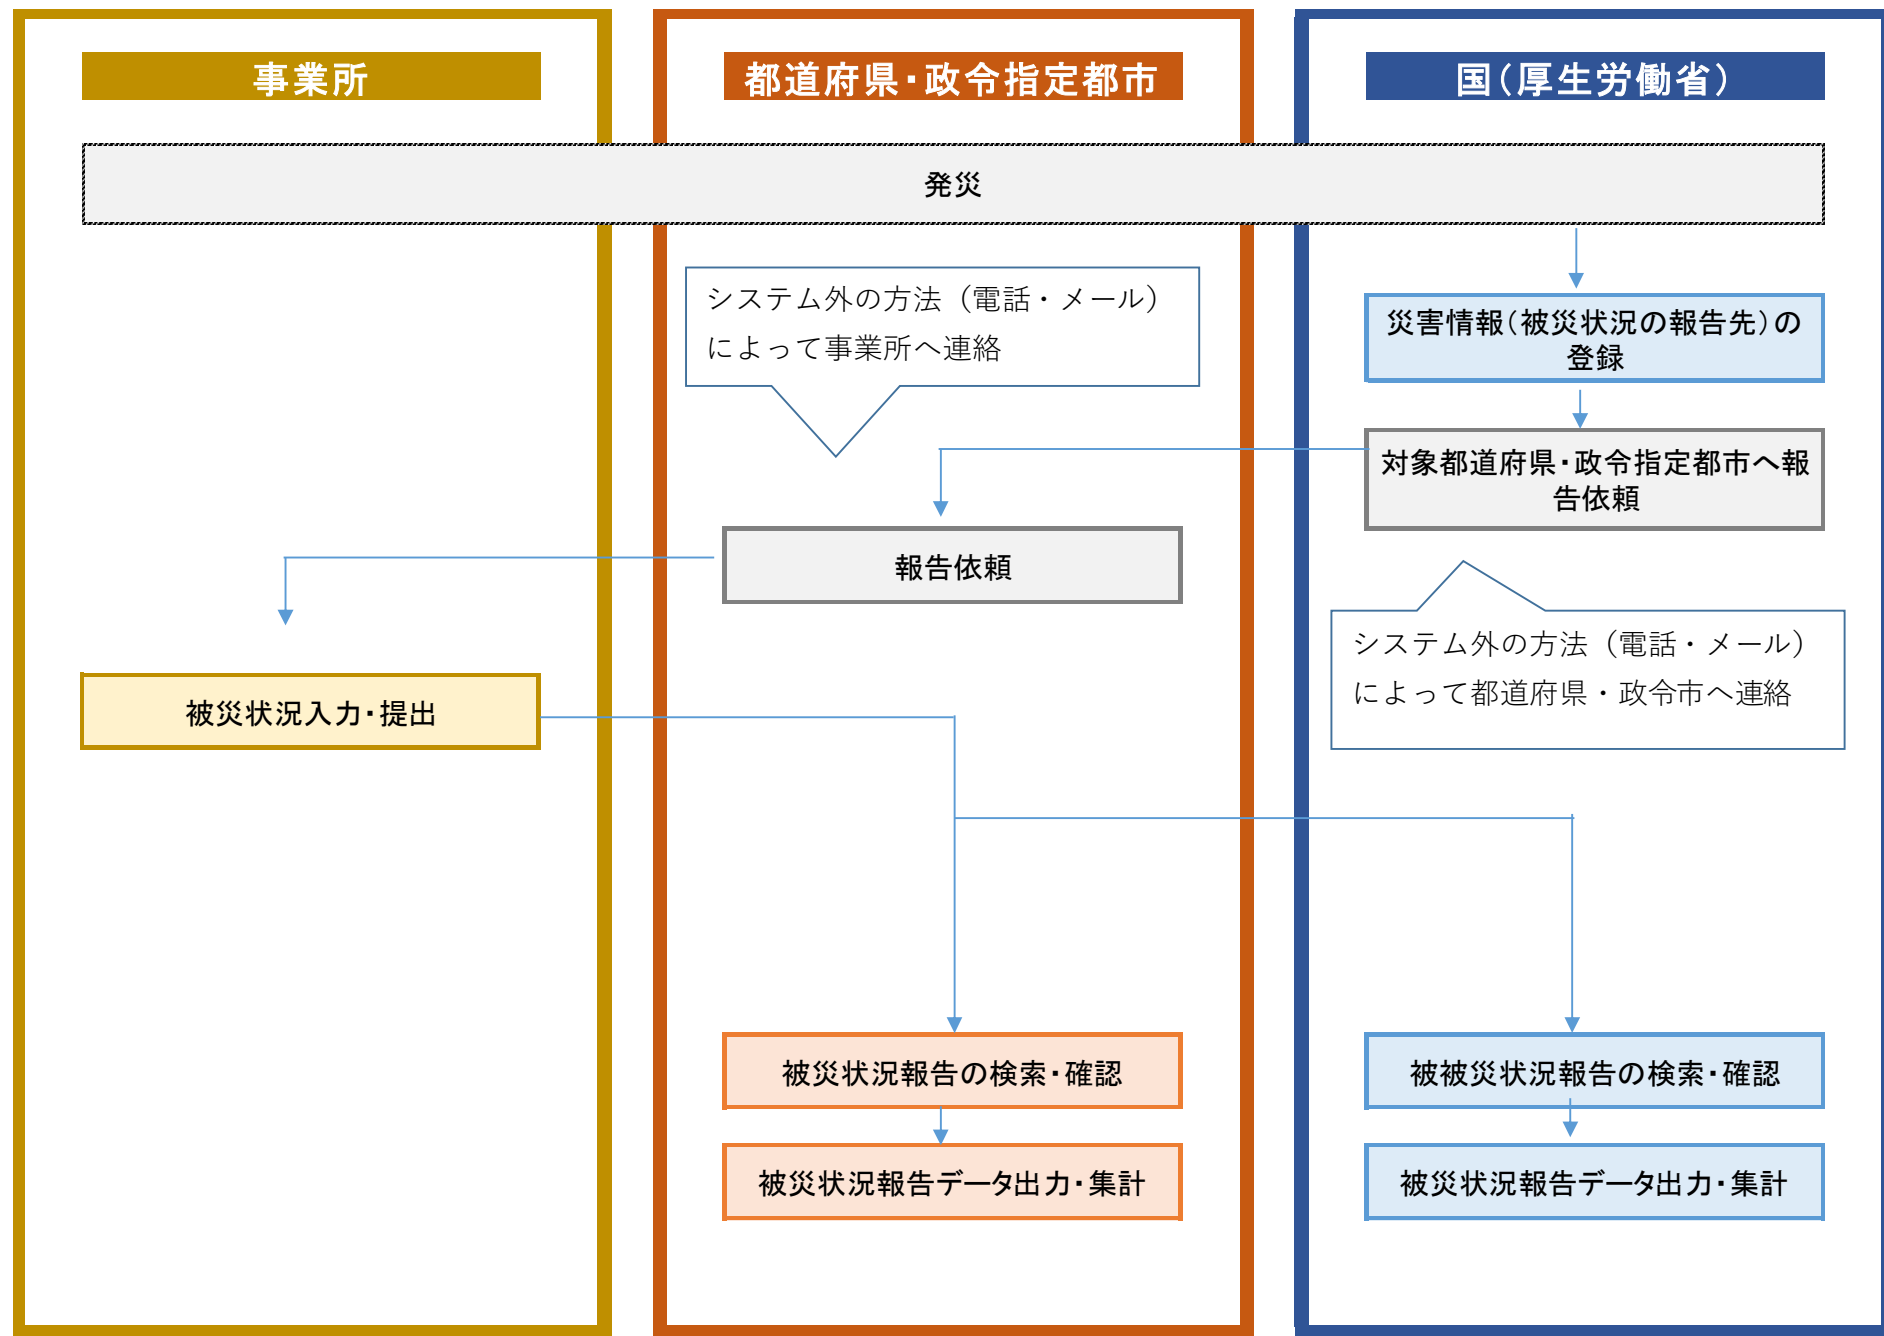 事業所
都道府県・政令指定都市
国（厚生労働省）
発災
システム外の方法（電話・メール）
によって事業所へ連絡
災害情報（被災状況の報告先）の
登録
対象都道府県・政令指定都市へ報
告依頼
報告依頼
システム外の方法（電話・メール）
によって都道府県・政令市へ連絡
被災状況入力・提出
被災状況報告の検索・確認
被被災状況報告の検索・確認
被災状況報告データ出力・集計
被災状況報告データ出力・集計